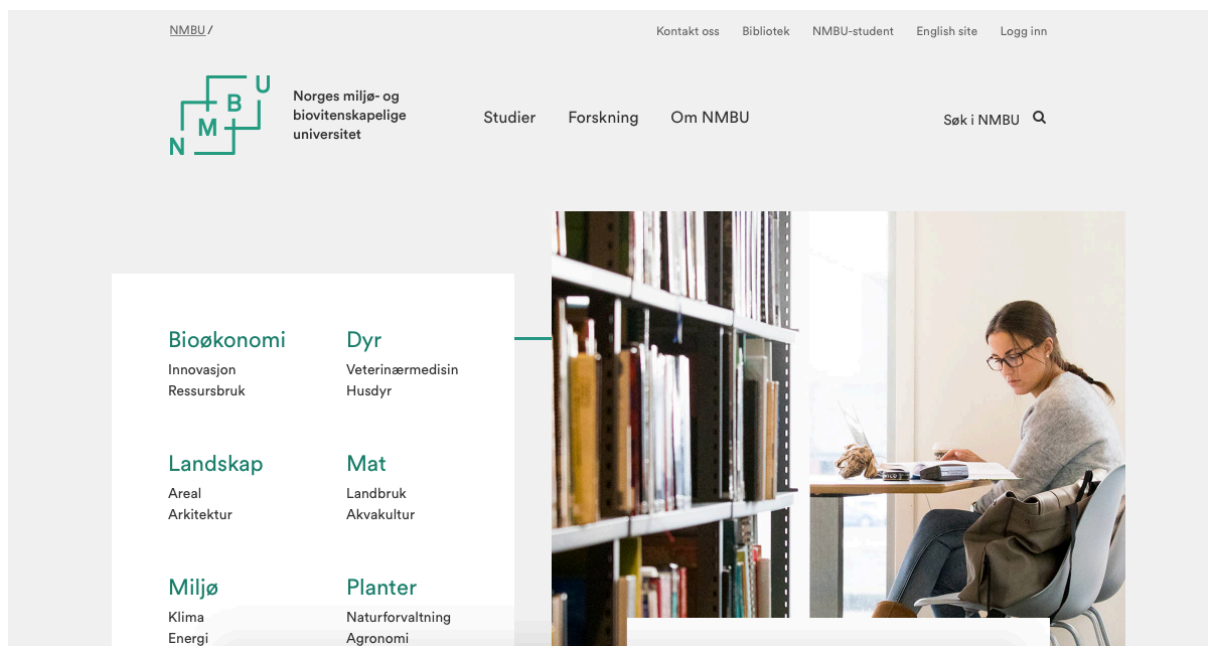 NMBU /
Kontakt oss Bibliotek NMBU-student English site Logg inn
N M B U
Norges miljø- og
biovitenskapelige
universitet
Studier Forskning Om NMBU
Søk i NMBU
Bioøkonomi
Innovasjon
Ressursbruk
Dyr
Veterinærmedisin
Husdyr
Landskap
Areal
Arkitektur
Mat
Landbruk
Akvakultur
Miljø
Klima
Energi
Planter
Naturforvaltning
Agronomi